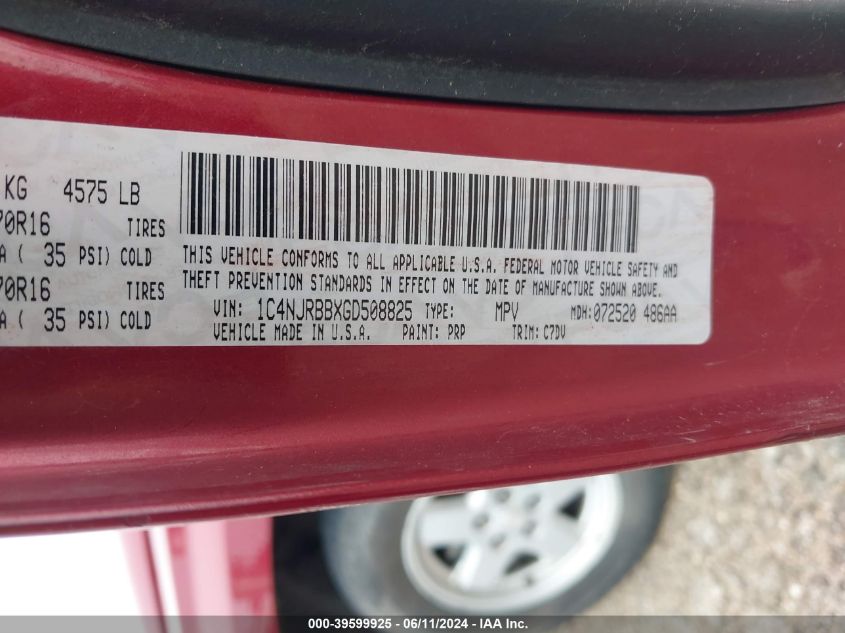 KG 4575 LB
70R16 TIRES
A ( 35 PSI) COLD
70R16 TIRES
A ( 35 PSI) COLD
THIS VEHICLE CONFORMS TO ALL APPLICABLE U.S.A. FEDERAL MOTOR VEHICLE SAFETY AND
THEFT PREVENTION STANDARDS IN EFFECT ON THE DATE OF MANUFACTURE SHOWN ABOVE.
VIN: 1C4NJRBBXGD508825 TYPE: MPV MDH:072520 486AA
VEHICLE MADE IN U.S.A. PAINT: PRP TRIM: C7DV
000-39599925 - 06/11/2024 - IAA Inc.